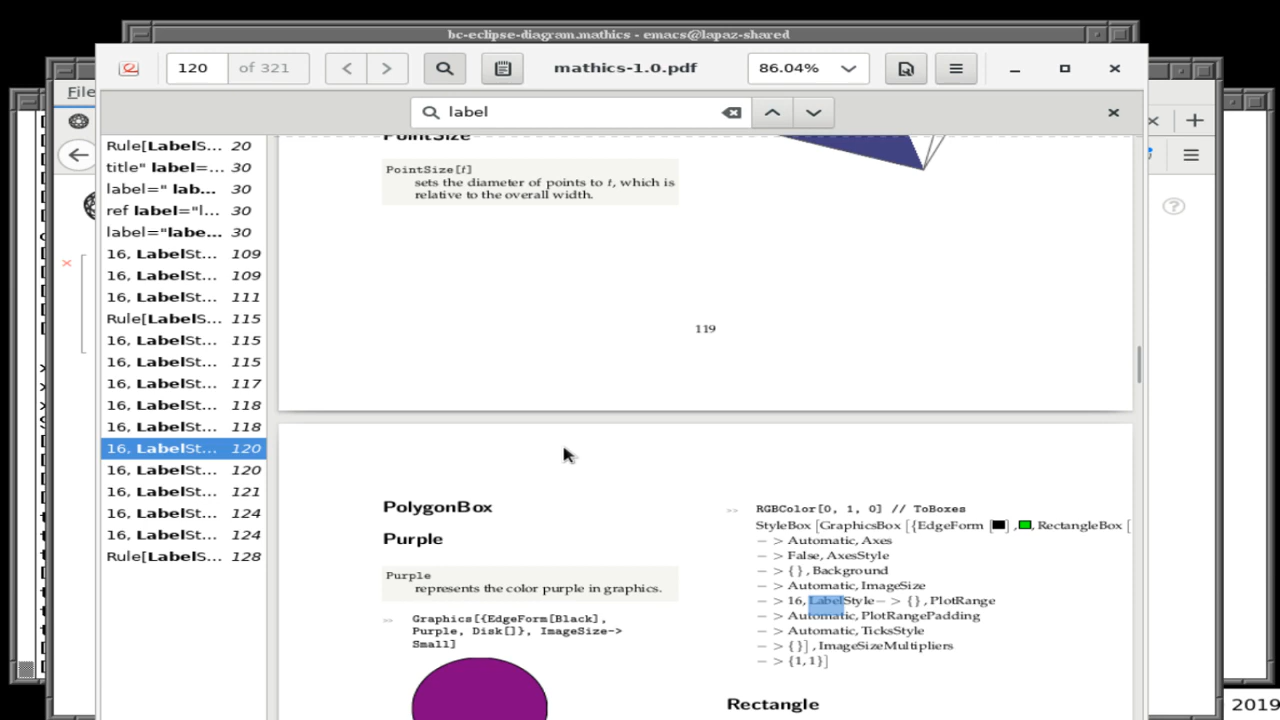 bc-eclipse-diagram.mathics - emacs@lapaz-shared
120 of 321
mathics-1.0.pdf
86.04%
File
label
Rule[LabelS... 20
title" label=... 30
label=" lab... 30
ref label="l... 30
label="labe... 30
16, LabelSt... 109
16, LabelSt... 109
16, LabelSt... 111
Rule[LabelS... 115
16, LabelSt... 115
16, LabelSt... 115
16, LabelSt... 117
16, LabelSt... 118
16, LabelSt... 118
16, LabelSt... 120
16, LabelSt... 120
16, LabelSt... 121
16, LabelSt... 124
16, LabelSt... 124
Rule[LabelS... 128
PointSize
PointSize[t]
sets the diameter of points to t, which is
relative to the overall width.
119
PolygonBox
Purple
Purple
represents the color purple in graphics.
>> Graphics[{EdgeForm[Black],
Purple, Disk[]}, ImageSize->
Small]
>> RGBColor[0, 1, 0] // ToBoxes
StyleBox [GraphicsBox [{EdgeForm [■] ,■, RectangleBox [
− > Automatic, Axes
− > False, AxesStyle
− > {} , Background
− > Automatic, ImageSize
− > 16, LabelStyle− > {} , PlotRange
− > Automatic, PlotRangePadding
− > Automatic, TicksStyle
− > {}] , ImageSizeMultipliers
− > {1, 1}]
Rectangle
2019